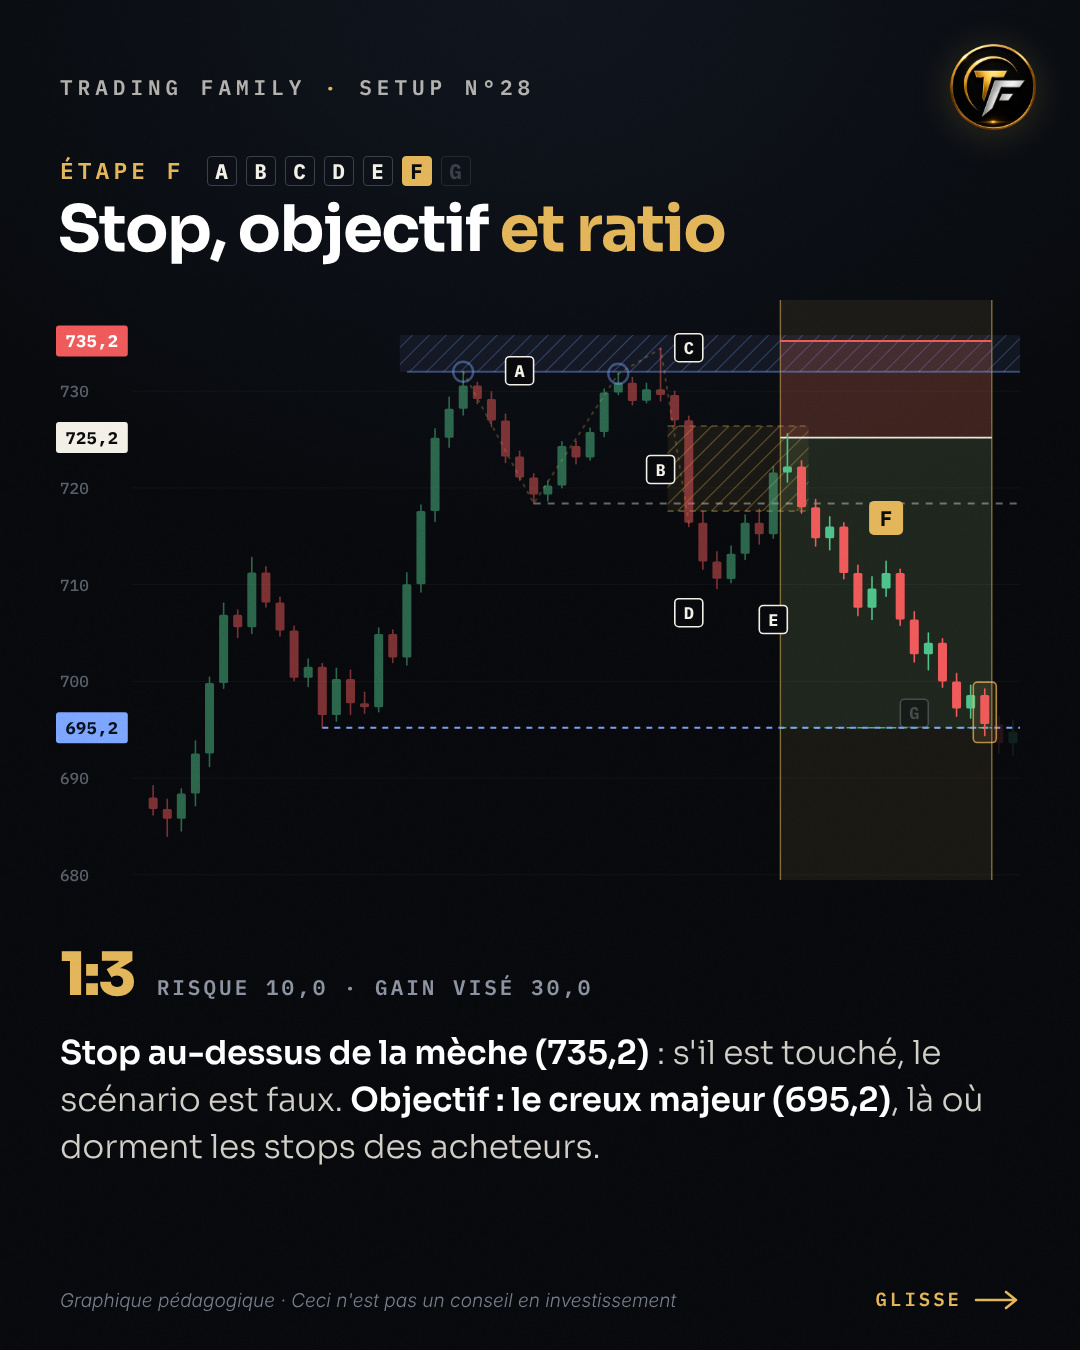 TRADING FAMILY · SETUP N°28
TF
ÉTAPE F A B C D E F G
Stop, objectif et ratio
735,2
730
725,2
720
710
700
695,2
690
680
A
C
B
F
D
E
G
1:3 RISQUE 10,0 · GAIN VISÉ 30,0
Stop au-dessus de la mèche (735,2) : s'il est touché, le
scénario est faux. Objectif : le creux majeur (695,2), là où
dorment les stops des acheteurs.
Graphique pédagogique · Ceci n'est pas un conseil en investissement
GLISSE →